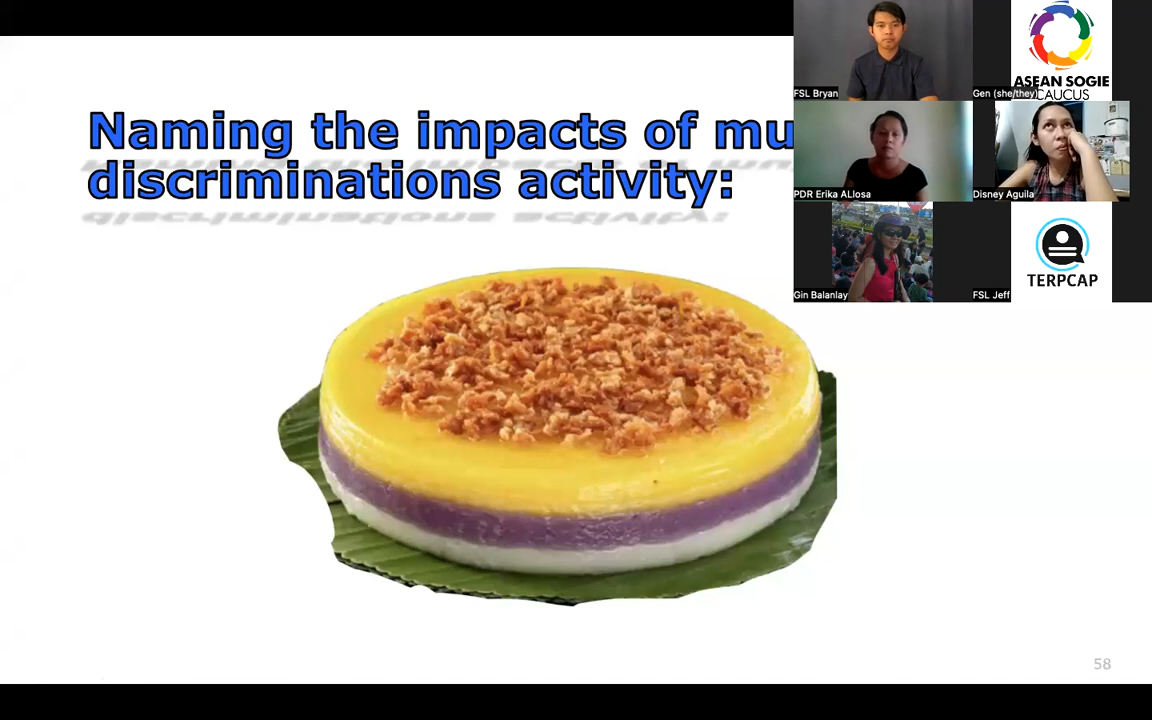 Naming the impacts of mu
discriminations activity:
FSL Bryan
Gen (she/they)
ASEAN SOGIE
CAUCUS
PDR Erika ALlosa
Disney Aguila
Gin Balanlay
FSL Jeff
TERPCAP
58